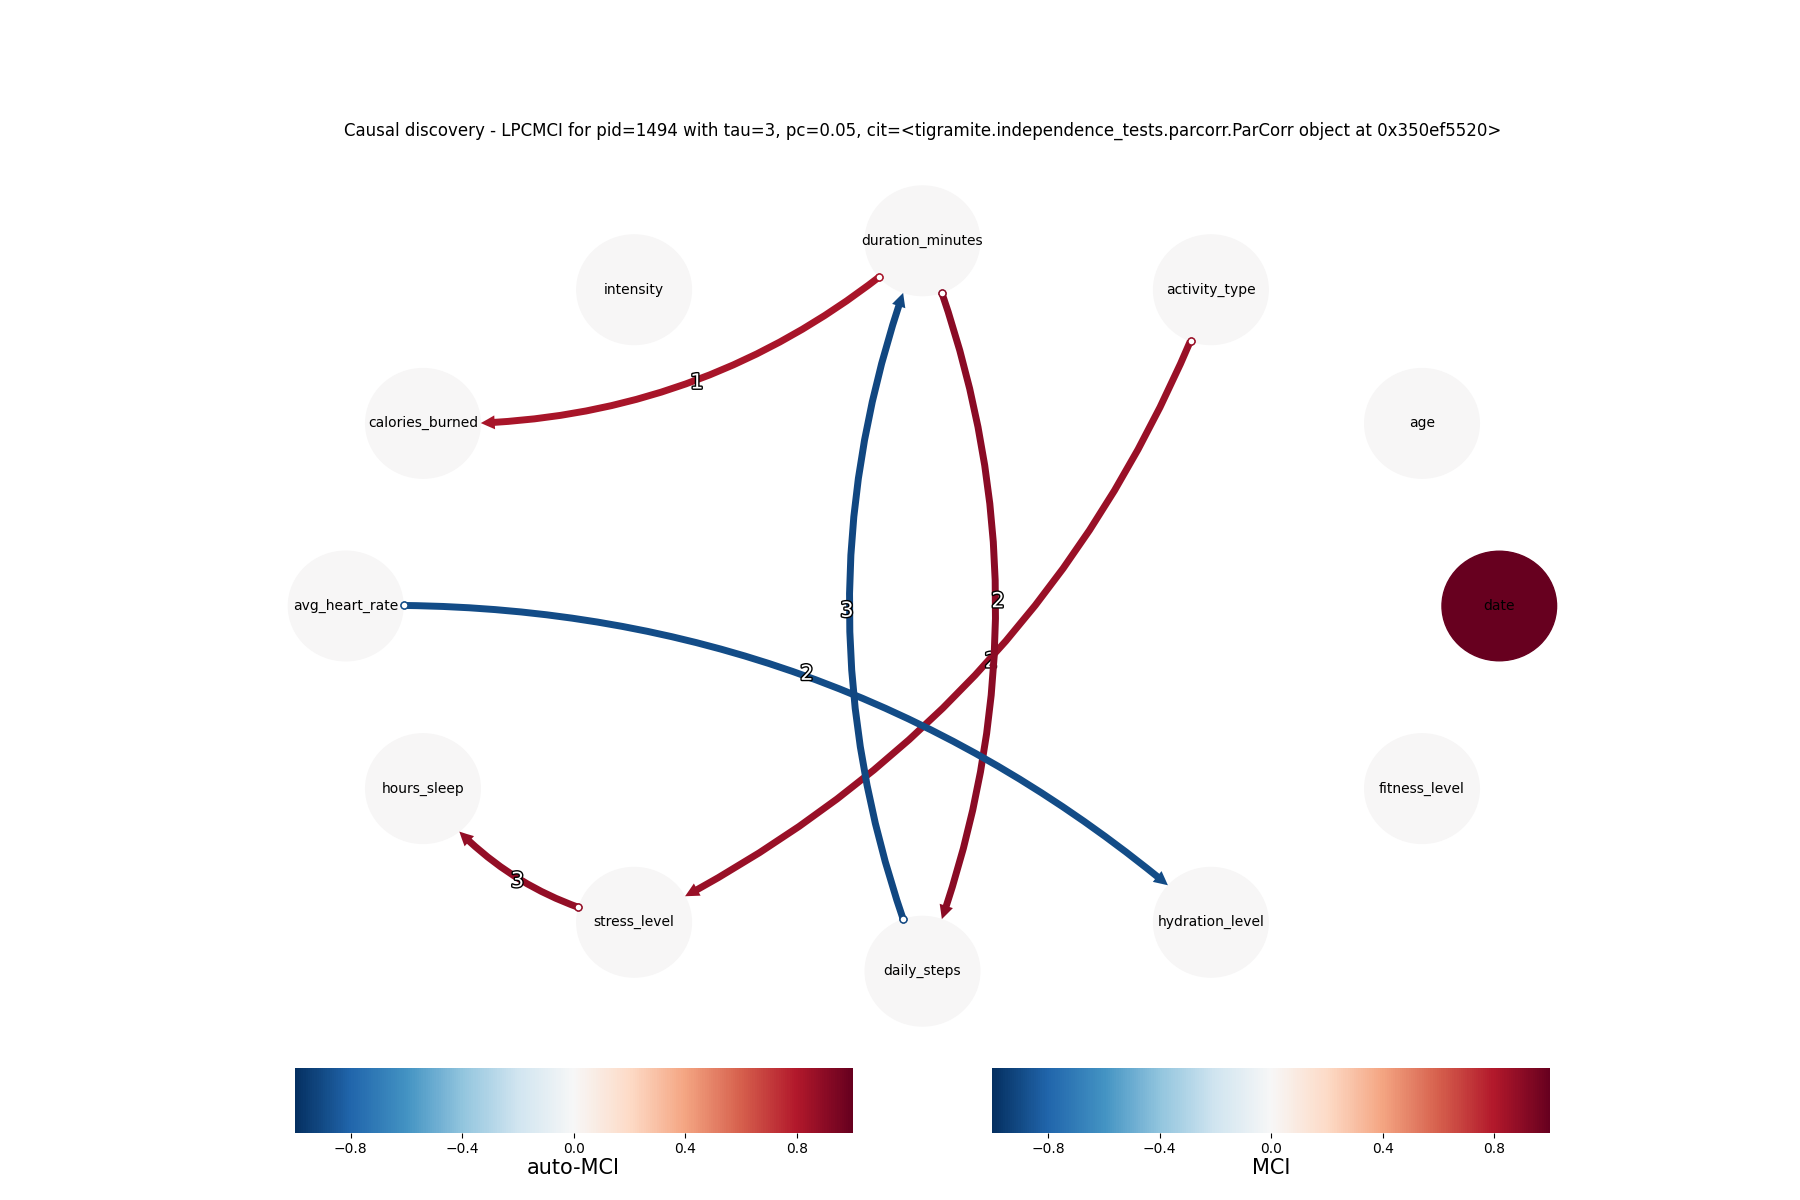 Causal discovery - LPCMCI for pid=1494 with tau=3, pc=0.05, cit=<tigramite.independence_tests.parcorr.ParCorr object at 0x350ef5520>
duration_minutes
intensity
activity_type
1
calories_burned
age
3
2
avg_heart_rate
date
2
hours_sleep
fitness_level
3
stress_level
hydration_level
daily_steps
−0.8 −0.4 0.0 0.4 0.8
auto-MCI
−0.8 −0.4 0.0 0.4 0.8
MCI